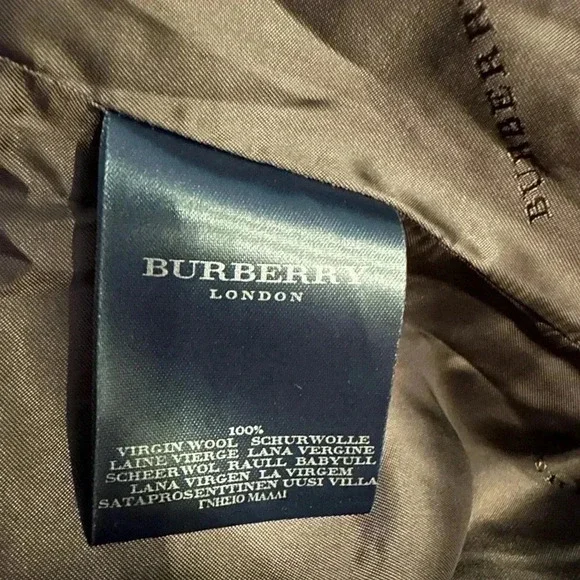 BURBERRY
BURBERRY
LONDON
100%
VIRGIN WOOL SCHURWOLLE
LAINE VIERGE LANA VERGINE
SCHEERWOL RAULL BABYULL
LANA VIRGEN LA VIRGEM
SATAPROSENTTINEN UUSI VILLA
ΓΝΗΣΙΟ ΜΑΛΛΙ